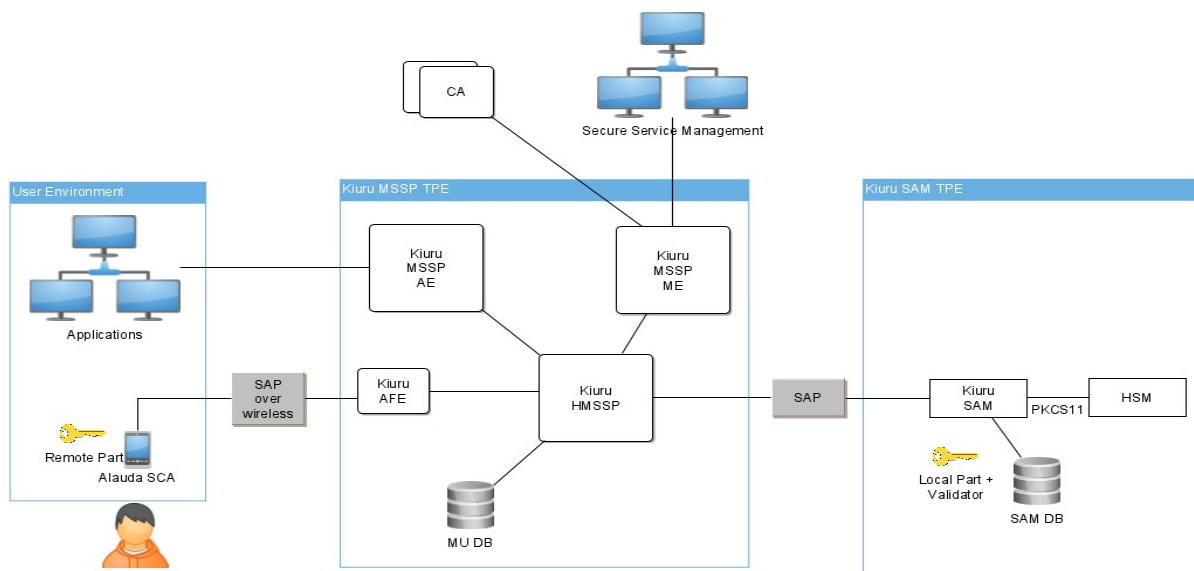 CA
Secure Service Management
User Environment
Kiuru MSSP TPE
Kiuru SAM TPE
Kiuru
MSSP
AE
Kiuru
MSSP
ME
Applications
SAP
over
wireless
Kiuru
AFE
Kiuru
HMSSP
SAP
Kiuru
SAM
PKCS11
HSM
Remote Part
Alauda SCA
Local Part +
Validator
MU DB
SAM DB